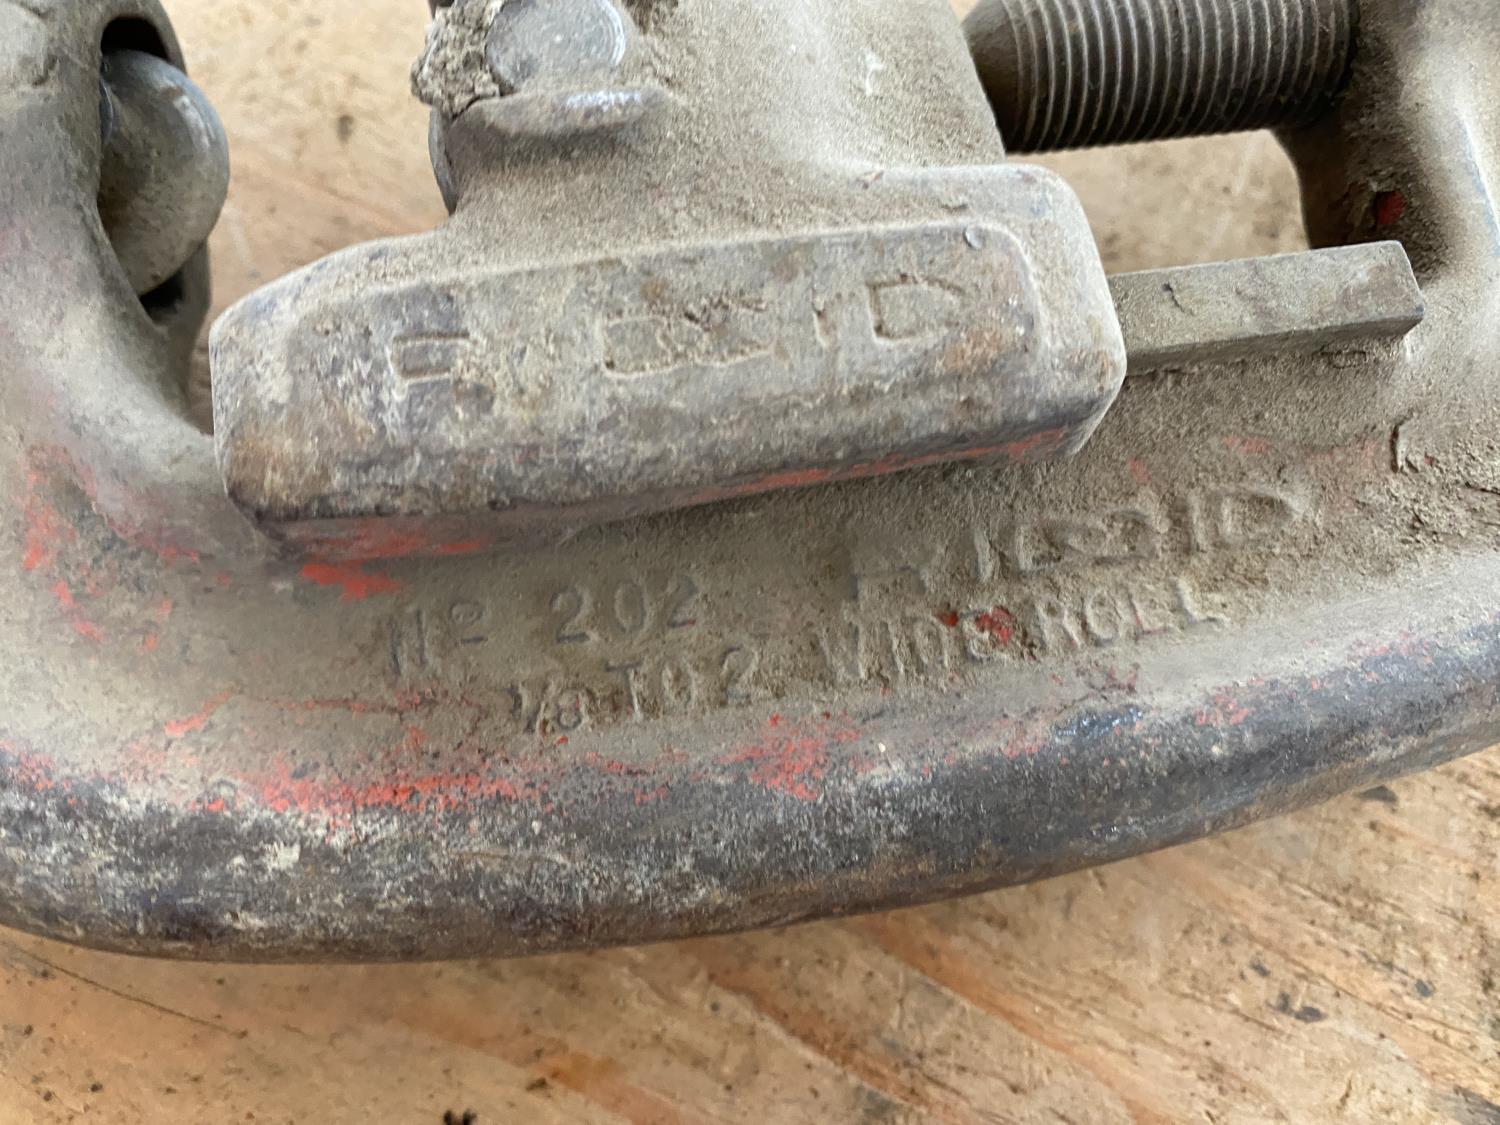 RIDGID
Nº 202 RIDGID
1/8 TO 2 WIDE ROLL